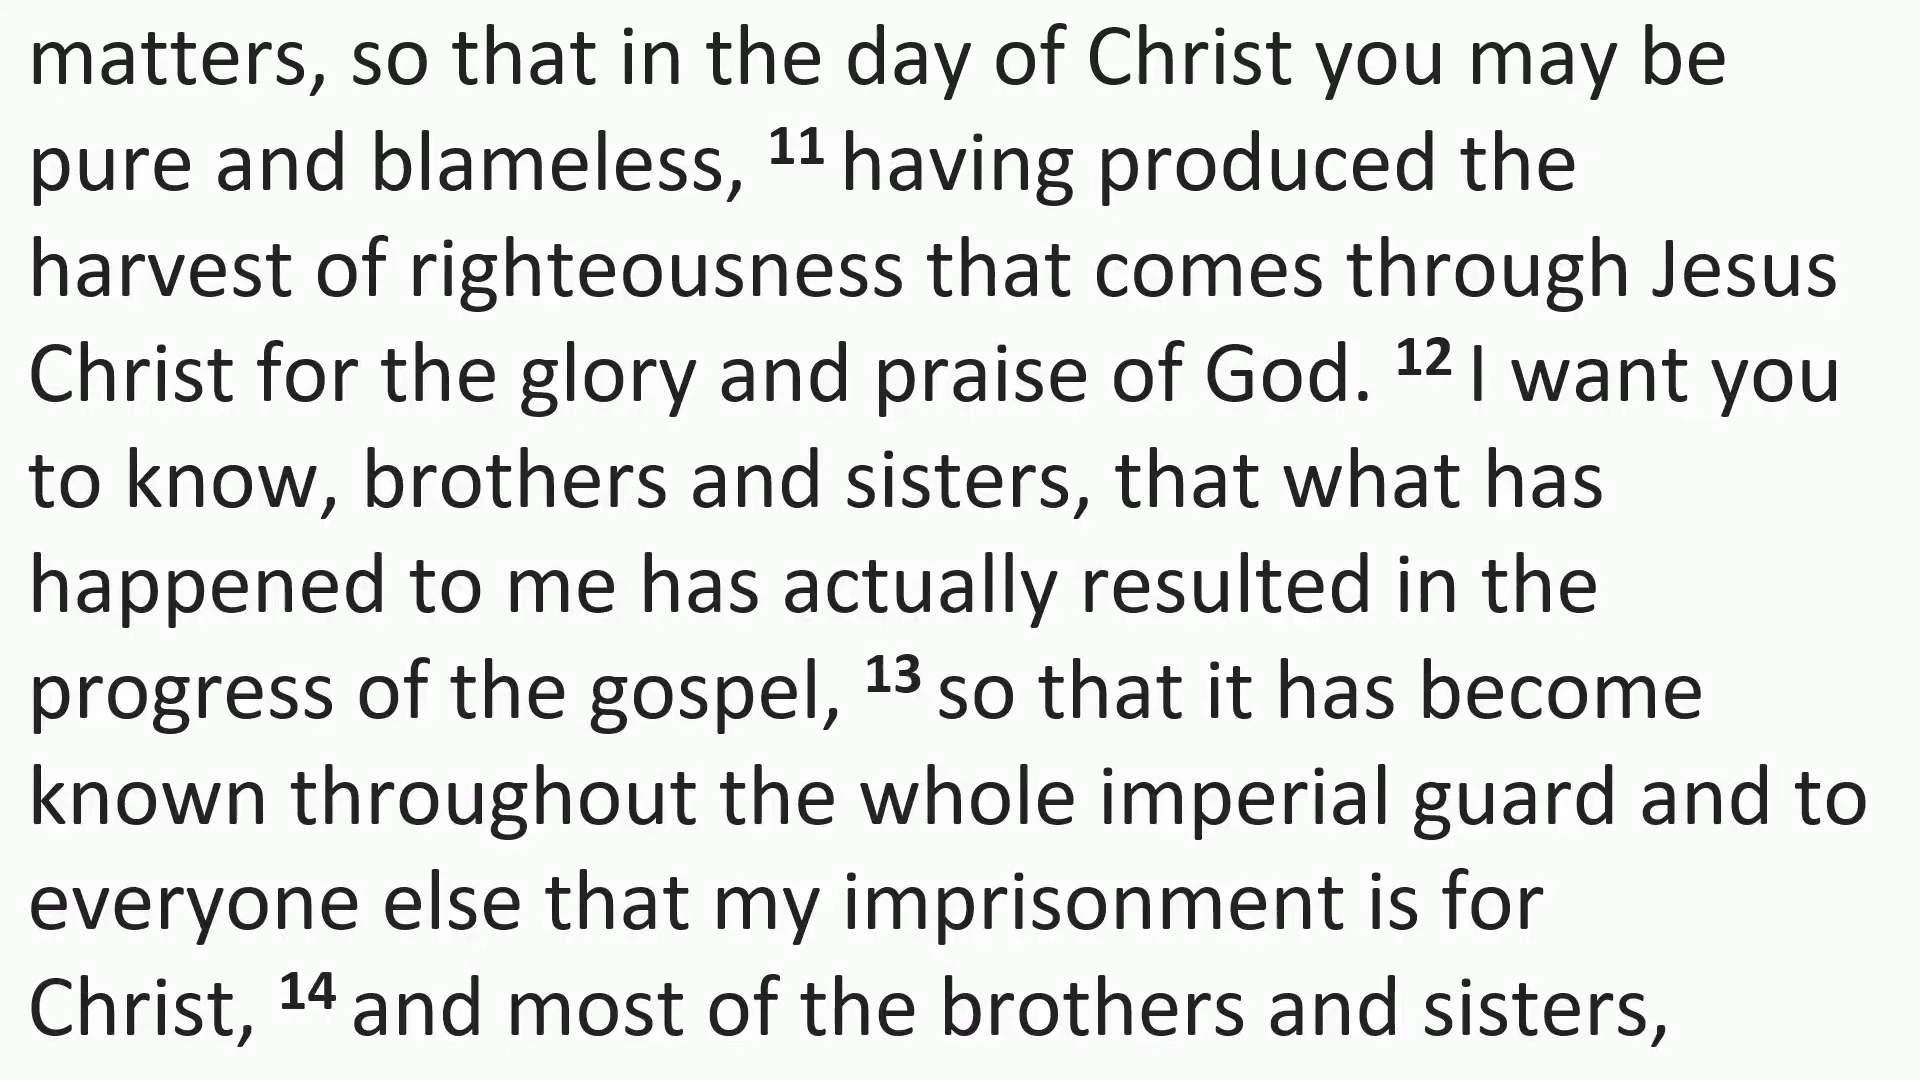 matters, so that in the day of Christ you may be
pure and blameless, 11 having produced the
harvest of righteousness that comes through Jesus
Christ for the glory and praise of God. 12 I want you
to know, brothers and sisters, that what has
happened to me has actually resulted in the
progress of the gospel, 13 so that it has become
known throughout the whole imperial guard and to
everyone else that my imprisonment is for
Christ, 14 and most of the brothers and sisters,